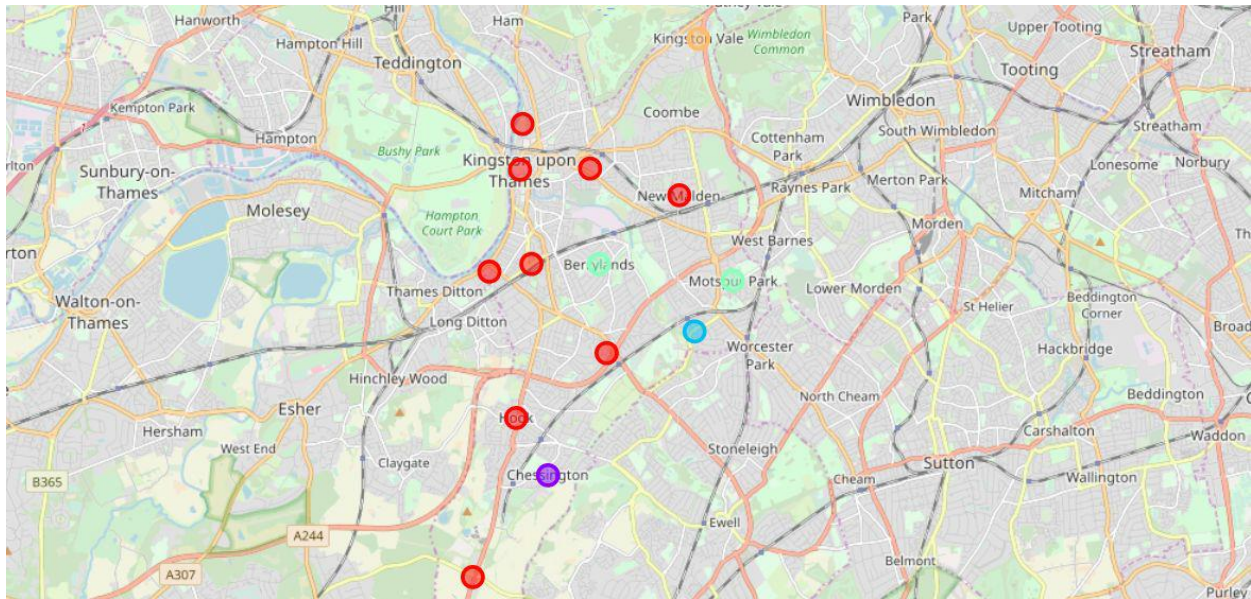 Hanworth
Hill
Ham
Putney Vale
Kingston Vale
Wimbledon
Common
Park
Upper Tooting
Streatham
Hampton Hill
Teddington
Tooting
Kempton Park
Coombe
Wimbledon
Streatham
Hampton
Bushy Park
Cottenham
Park
South Wimbledon
Sunbury-on-
Thames
Kingston upon
Thames
Lonesome
Norbury
Raynes Park
Merton Park
Mitcham
Molesey
Hampton
Court Park
New Malden
Morden
West Barnes
Berrylands
Motspur Park
Lower Morden
St Helier
Beddington
Corner
Walton-on-
Thames
Thames Ditton
Long Ditton
Worcester
Park
Hackbridge
Hinchley Wood
Esher
North Cheam
Beddington
Hersham
West End
Hook
Carshalton
Waddon
Claygate
Chessington
Stoneleigh
Sutton
Cheam
Wallington
B365
Ewell
A244
Belmont
A307
Purley